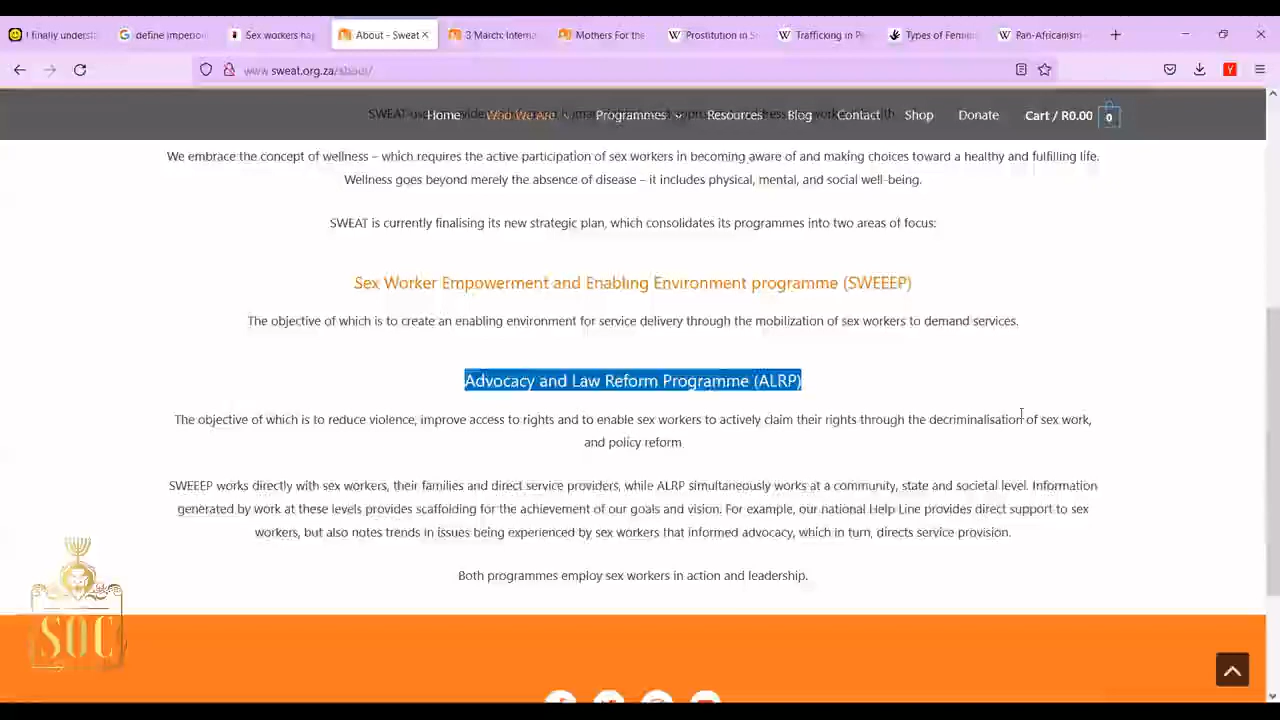 I finally underst
define imperio
Sex workers ha
About - Sweat
3 March: Interna
Mothers For the
Prostitution in S
Trafficking in Pe
Types of Femin
Pan-Africanism
www.sweat.org.za/about/
Home Who We Are Programmes Resources Blog Contact Shop Donate Cart / R0.00 0
We embrace the concept of wellness – which requires the active participation of sex workers in becoming aware of and making choices toward a healthy and fulfilling life.
Wellness goes beyond merely the absence of disease – it includes physical, mental, and social well-being.
SWEAT is currently finalising its new strategic plan, which consolidates its programmes into two areas of focus:
Sex Worker Empowerment and Enabling Environment programme (SWEEEP)
The objective of which is to create an enabling environment for service delivery through the mobilization of sex workers to demand services.
Advocacy and Law Reform Programme (ALRP)
The objective of which is to reduce violence, improve access to rights and to enable sex workers to actively claim their rights through the decriminalisation of sex work,
and policy reform.
SWEEEP works directly with sex workers, their families and direct service providers, while ALRP simultaneously works at a community, state and societal level. Information
generated by work at these levels provides scaffolding for the achievement of our goals and vision. For example, our national Help Line provides direct support to sex
workers, but also notes trends in issues being experienced by sex workers that informed advocacy, which in turn, directs service provision.
Both programmes employ sex workers in action and leadership.
SOC